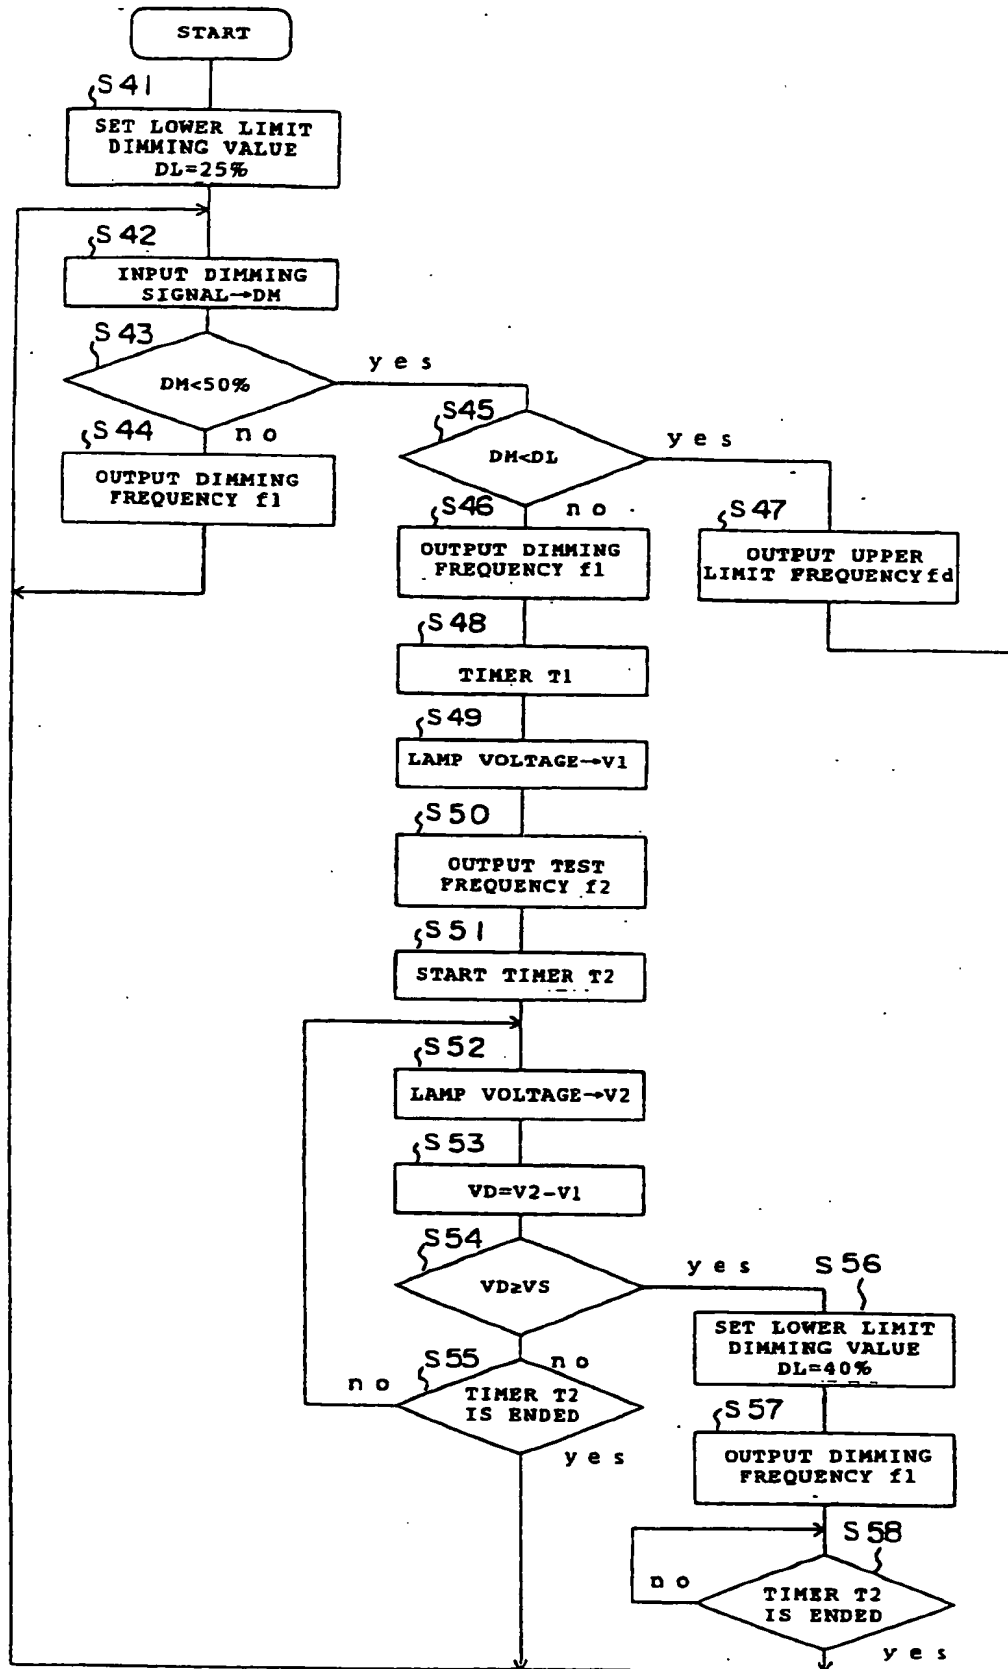 START
S41
SET LOWER LIMIT
DIMMING VALUE
DL=25%
S42
INPUT DIMMING
SIGNAL→DM
S43
DM<50%
yes
no
S44
OUTPUT DIMMING
FREQUENCY f1
S45
DM<DL
yes
no
S46
OUTPUT DIMMING
FREQUENCY f1
S47
OUTPUT UPPER
LIMIT FREQUENCY fd
S48
TIMER T1
S49
LAMP VOLTAGE→V1
S50
OUTPUT TEST
FREQUENCY f2
S51
START TIMER T2
S52
LAMP VOLTAGE→V2
S53
VD=V2-V1
S54
VD≥VS
yes
no
S55
TIMER T2
IS ENDED
no
yes
S56
SET LOWER LIMIT
DIMMING VALUE
DL=40%
S57
OUTPUT DIMMING
FREQUENCY f1
S58
TIMER T2
IS ENDED
no
yes